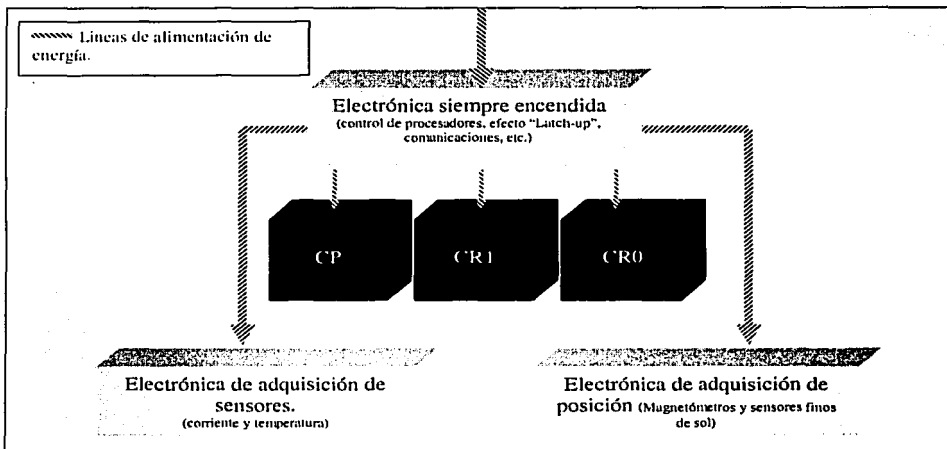 Líneas de alimentación de
energía.
Electrónica siempre encendida
(control de procesadores, efecto "Latch-up",
comunicaciones, etc.)
CP
CR1
CR0
Electrónica de adquisición de
sensores.
(corriente y temperatura)
Electrónica de adquisición de
posición (Magnetómetros y sensores finos
de sol)